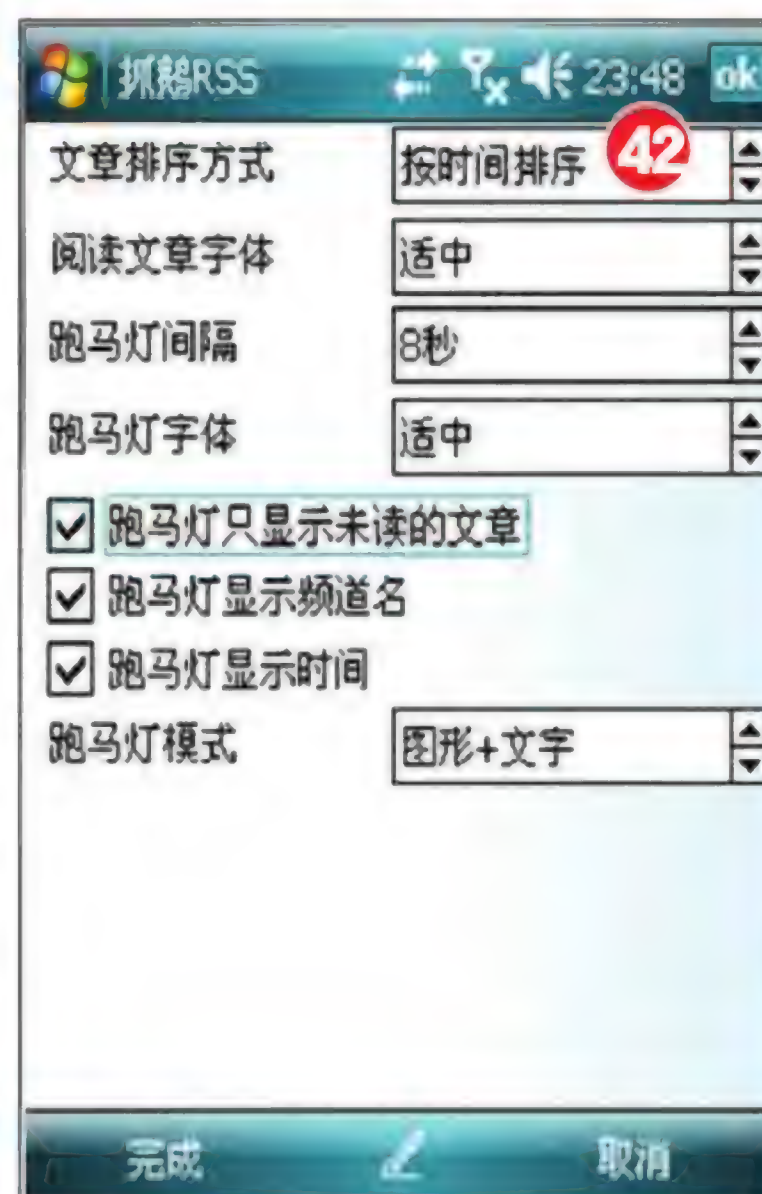 抓鹅RSS 23:48 ok
文章排序方式 按时间排序 42
阅读文章字体 适中
跑马灯间隔 8秒
跑马灯字体 适中
跑马灯只显示未读的文章
跑马灯显示频道名
跑马灯显示时间
跑马灯模式 图形+文字
完成 取消